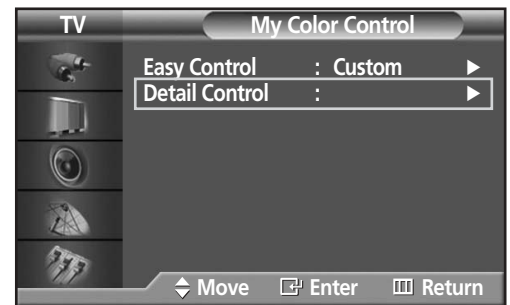 TV
My Color Control
Easy Control : Custom ▶
Detail Control : ▶
Move Enter Return